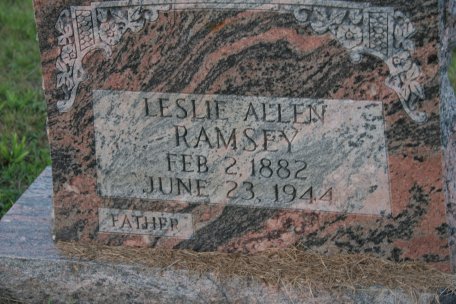 LESLIE ALLEN
RAMSEY
FEB. 2, 1882
JUNE 23, 1944
FATHER